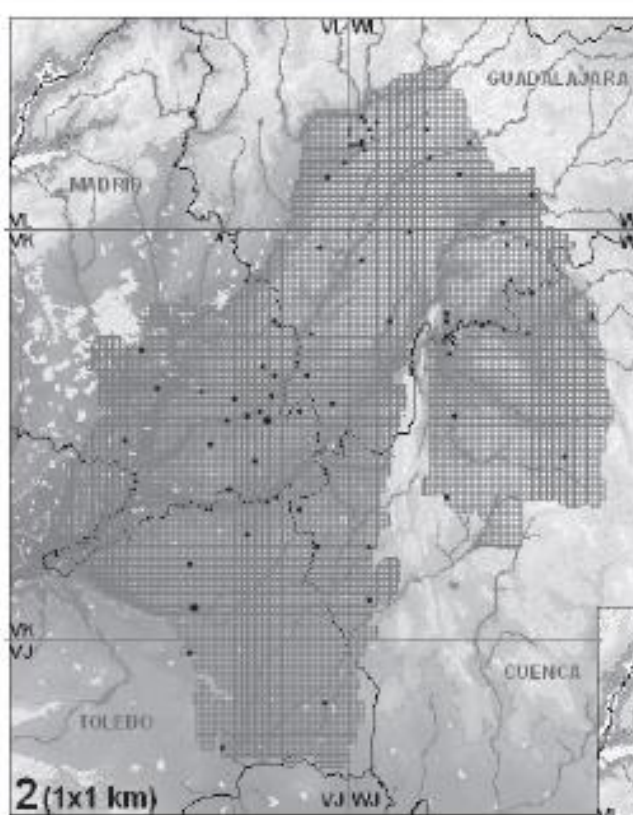 VL WL
GUADALAJARA
MADRID
VL
VK
W
W
VK
VJ
CUENCA
TOLEDO
2 (1x1 km)
VJ WJ